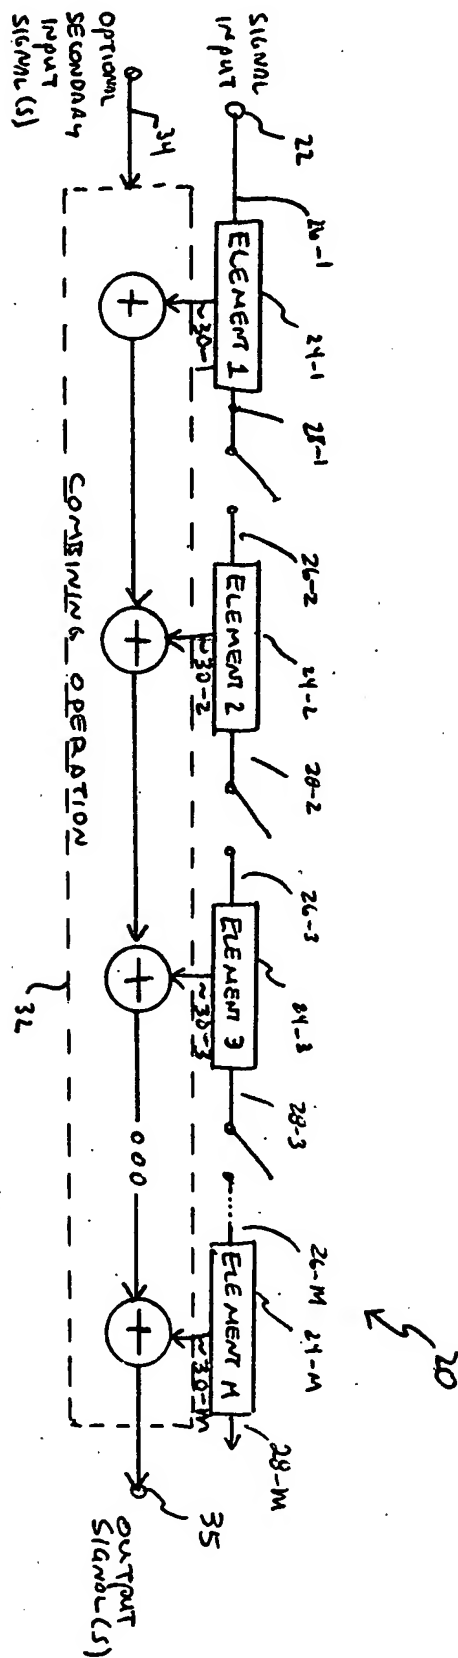 20
SIGNAL
INPUT
22
26-1
ELEMENT 1
24-1
28-1
26-2
ELEMENT 2
24-2
28-2
26-3
ELEMENT 3
24-3
28-3
26-M
ELEMENT M
24-M
28-M
~30-1
~30-2
~30-3
~30-M
OPTIONAL
SECONDARY
INPUT
SIGNAL(S)
34
+
+
+
000
+
35
OUTPUT
SIGNAL(S)
COMBINING OPERATION
32